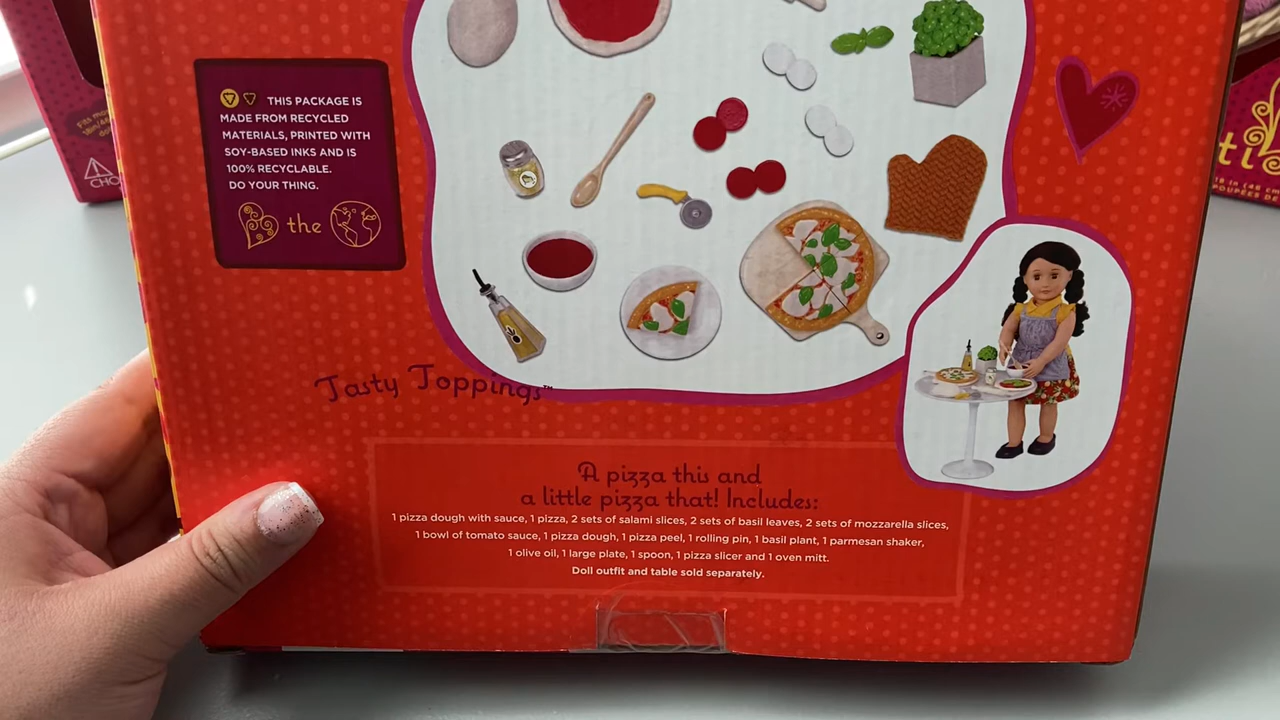 THIS PACKAGE IS
MADE FROM RECYCLED
MATERIALS, PRINTED WITH
SOY-BASED INKS AND IS
100% RECYCLABLE.
DO YOUR THING.
the
Tasty Toppings™
A pizza this and
a little pizza that! Includes:
1 pizza dough with sauce, 1 pizza, 2 sets of salami slices, 2 sets of basil leaves, 2 sets of mozzarella slices,
1 bowl of tomato sauce, 1 pizza dough, 1 pizza peel, 1 rolling pin, 1 basil plant, 1 parmesan shaker,
1 olive oil, 1 large plate, 1 spoon, 1 pizza slicer and 1 oven mitt.
Doll outfit and table sold separately.